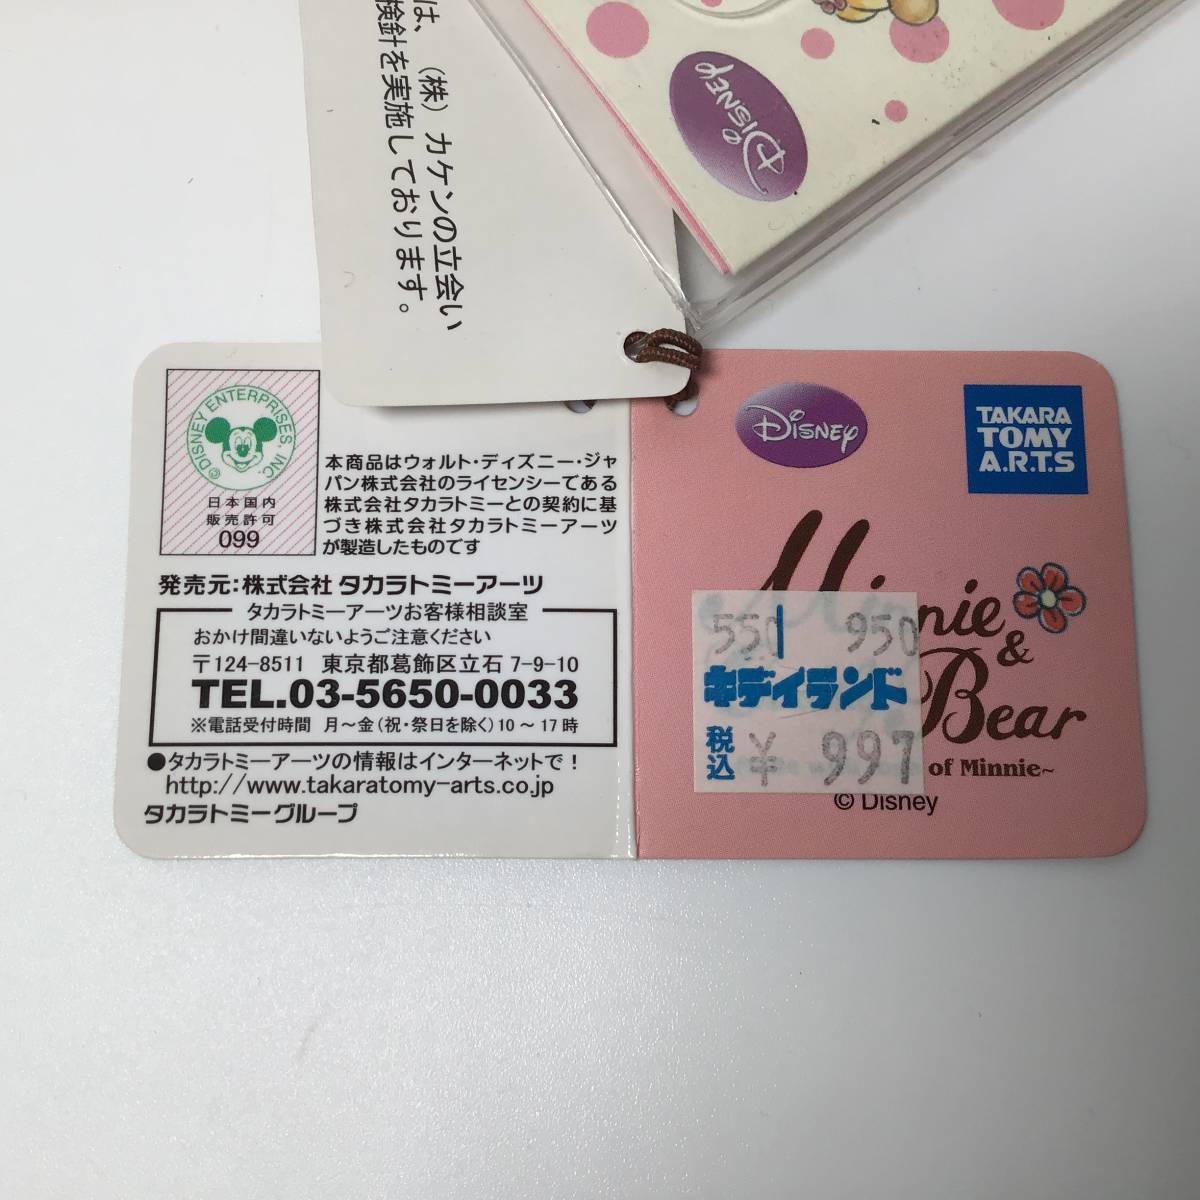 は、(株)カケンの立会い
検針を実施しております。
Disney
© DISNEY ENTERPRISES, INC.
日本国内
販売許可
099
本商品はウォルト・ディズニー・ジャ
パン株式会社のライセンシーである
株式会社タカラトミーとの契約に基
づき株式会社タカラトミーアーツ
が製造したものです
発売元:株式会社 タカラトミーアーツ
タカラトミーアーツお客様相談室
おかけ間違いないようご注意ください
〒124-8511 東京都葛飾区立石 7-9-10
TEL.03-5650-0033
※電話受付時間 月~金(祝・祭日を除く)10~17時
●タカラトミーアーツの情報はインターネットで!
http://www.takaratomy-arts.co.jp
タカラトミーグループ
Disney
TAKARA
TOMY
A.R.T.S
Minnie
&
Bear
of Minnie~
© Disney
550 950
キデイランド
税込 ¥ 997